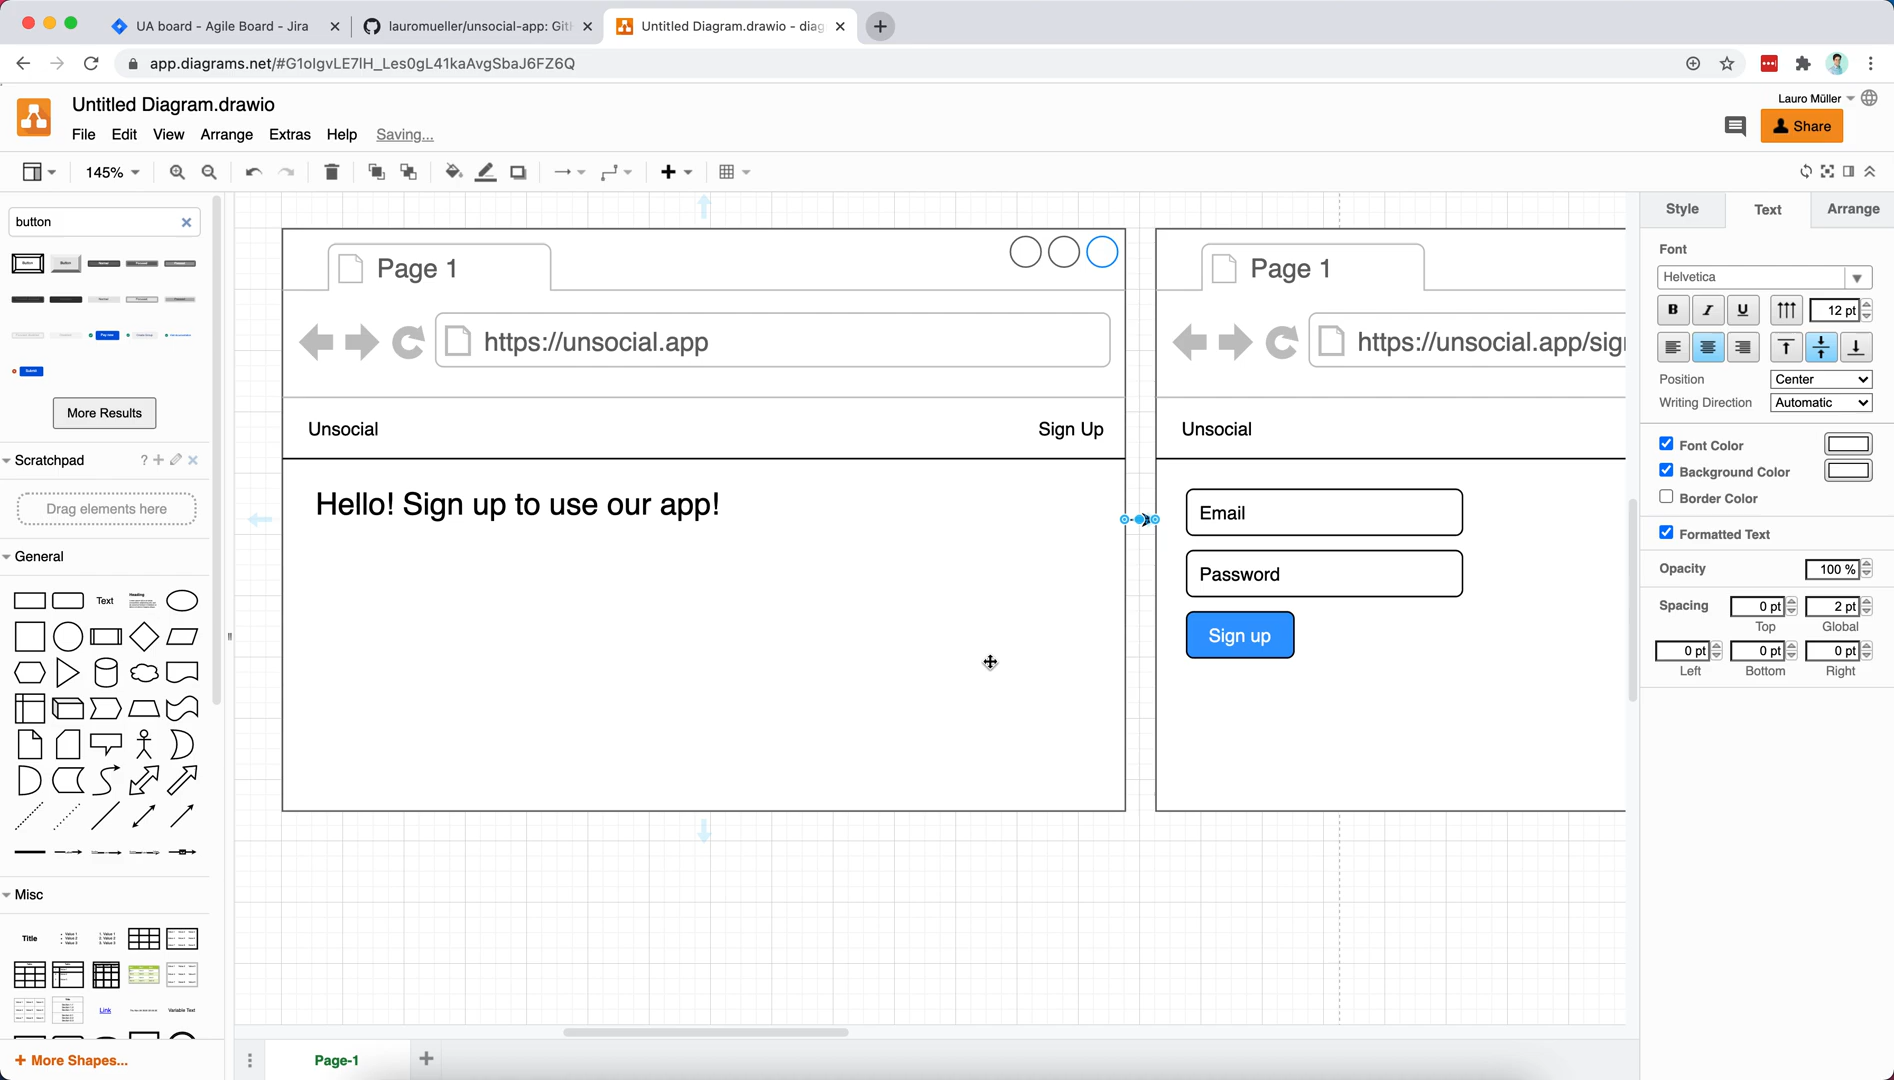 UA board - Agile Board - Jira
lauromueller/unsocial-app: Git
Untitled Diagram.drawio - diag
app.diagrams.net/#G1oIgvLE7lH_Les0gL41kaAvgSbaJ6FZ6Q
Untitled Diagram.drawio
Lauro Müller
File Edit View Arrange Extras Help Saving...
Share
145%
button
More Results
Scratchpad
?
Drag elements here
General
Text
Heading
Misc
Title
Link
Variable Text
+ More Shapes...
Page 1
https://unsocial.app
Unsocial
Sign Up
Hello! Sign up to use our app!
Page 1
https://unsocial.app/sig
Unsocial
Email
Password
Sign up
Page-1
Style Text Arrange
Font
Helvetica
B I U
12 pt
Position Center
Writing Direction Automatic
Font Color
Background Color
Border Color
Formatted Text
Opacity 100 %
Spacing 0 pt 2 pt
Top Global
0 pt 0 pt 0 pt
Left Bottom Right